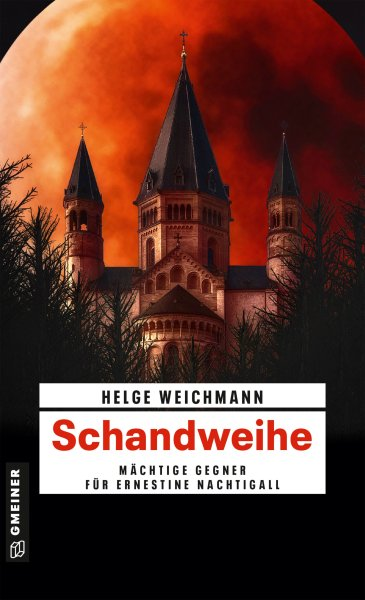 HELGE WEICHMANN
Schandweihe
MÄCHTIGE GEGNER
FÜR ERNESTINE NACHTIGALL
GMEINER